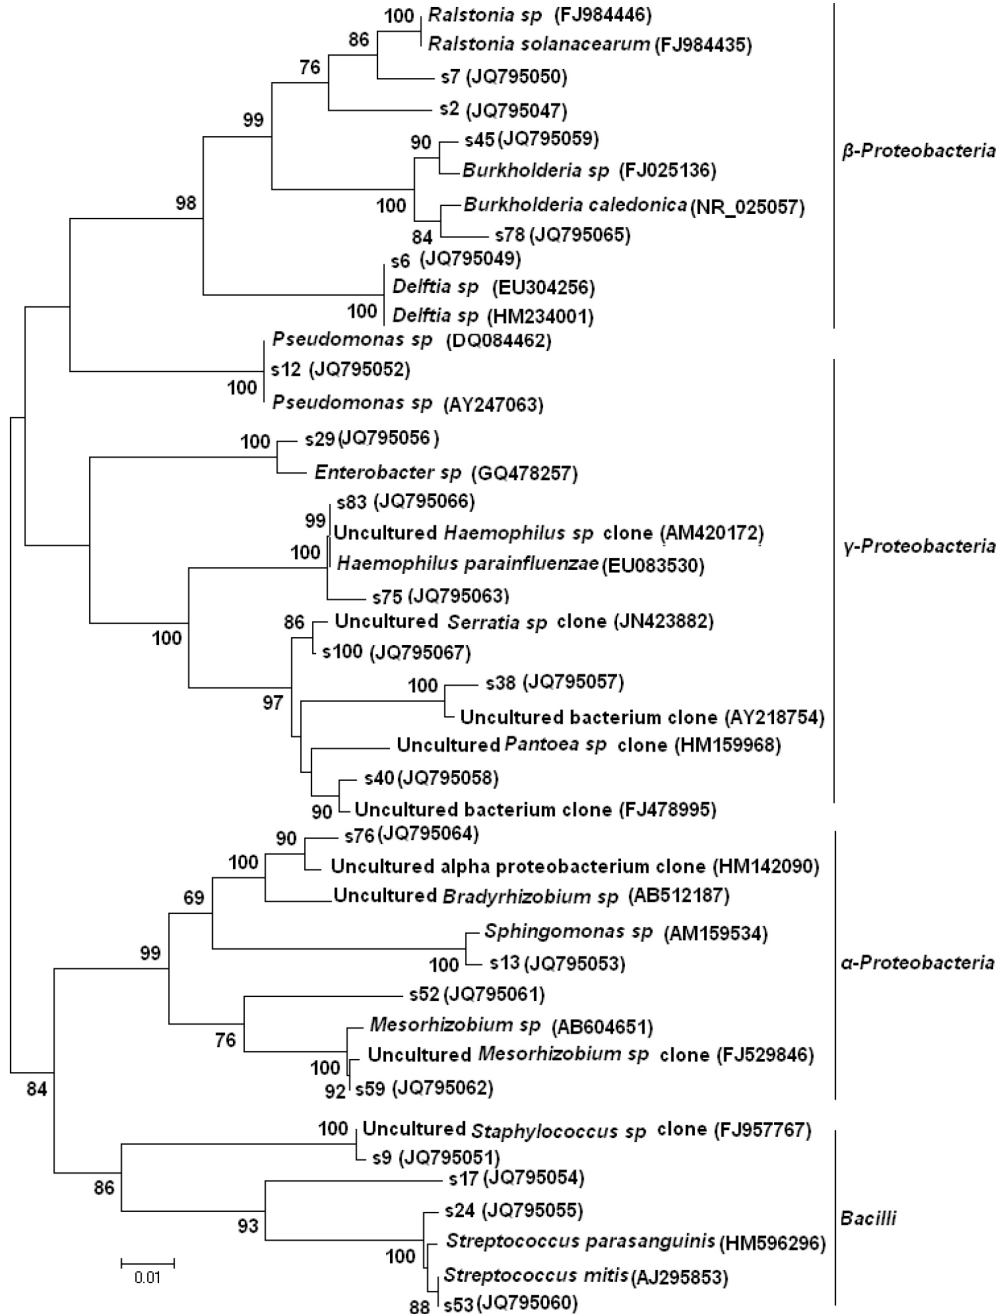 100 Ralstonia sp (FJ984446)
86 Ralstonia solanacearum (FJ984435)
76 s7 (JQ795050)
s2 (JQ795047)
99
90 s45 (JQ795059)
β-Proteobacteria
Burkholderia sp (FJ025136)
98 100 Burkholderia caledonica (NR_025057)
84 s78 (JQ795065)
s6 (JQ795049)
Delftia sp (EU304256)
100 Delftia sp (HM234001)
Pseudomonas sp (DQ084462)
s12 (JQ795052)
100
Pseudomonas sp (AY247063)
100 s29 (JQ795056)
Enterobacter sp (GQ478257)
s83 (JQ795066)
99 Uncultured Haemophilus sp clone (AM420172)
γ-Proteobacteria
100 Haemophilus parainfluenzae (EU083530)
s75 (JQ795063)
86 Uncultured Serratia sp clone (JN423882)
100
s100 (JQ795067)
100 s38 (JQ795057)
97
Uncultured bacterium clone (AY218754)
Uncultured Pantoea sp clone (HM159968)
s40 (JQ795058)
90 Uncultured bacterium clone (FJ478995)
90 s76 (JQ795064)
100 Uncultured alpha proteobacterium clone (HM142090)
69 Uncultured Bradyrhizobium sp (AB512187)
Sphingomonas sp (AM159534)
99
100 s13 (JQ795053)
α-Proteobacteria
s52 (JQ795061)
Mesorhizobium sp (AB604651)
76
Uncultured Mesorhizobium sp clone (FJ529846)
100
84 92 s59 (JQ795062)
100 Uncultured Staphylococcus sp clone (FJ957767)
s9 (JQ795051)
s17 (JQ795054)
86
s24 (JQ795055)
93
Bacilli
Streptococcus parasanguinis (HM596296)
100
0.01
Streptococcus mitis (AJ295853)
88 s53 (JQ795060)